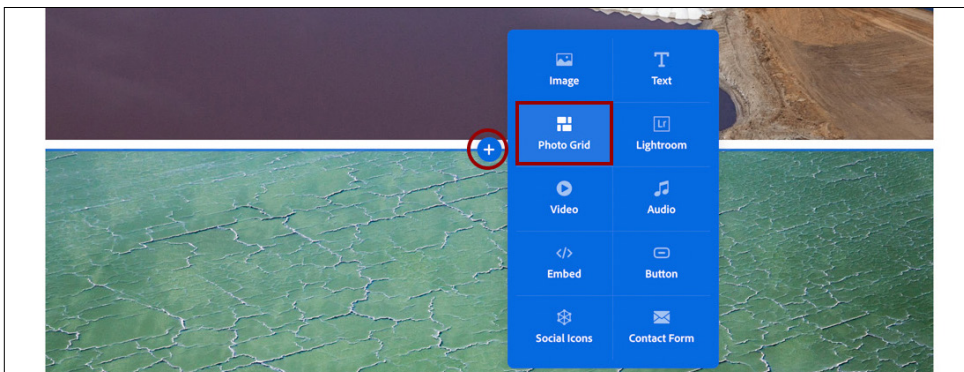 Image
Text
Photo Grid
Lr
Lightroom
+
Video
Audio
</>
Embed
Button
Social Icons
Contact Form